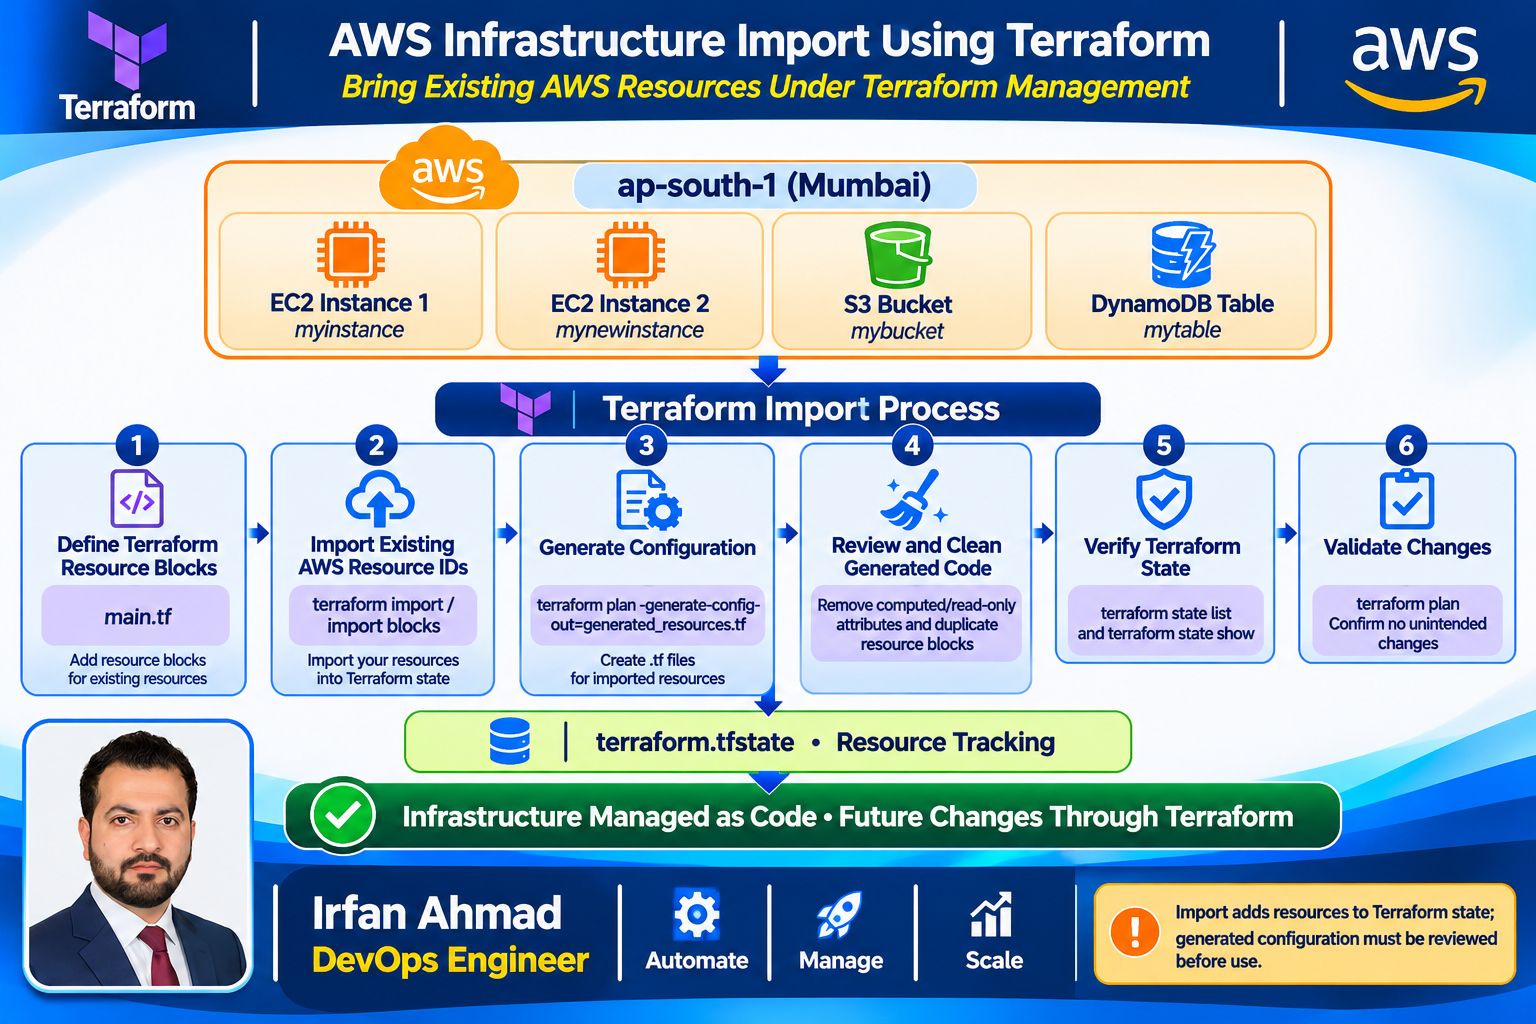 Terraform
AWS Infrastructure Import Using Terraform
Bring Existing AWS Resources Under Terraform Management
aws
aws
ap-south-1 (Mumbai)
EC2 Instance 1
myinstance
EC2 Instance 2
mynewinstance
S3 Bucket
mybucket
DynamoDB Table
mytable
Terraform Import Process
1
Define Terraform
Resource Blocks
main.tf
Add resource blocks
for existing resources
2
Import Existing
AWS Resource IDs
terraform import /
import blocks
Import your resources
into Terraform state
3
Generate Configuration
terraform plan -generate-config-
out=generated_resources.tf
Create .tf files
for imported resources
4
Review and Clean
Generated Code
Remove computed/read-only
attributes and duplicate
resource blocks
5
Verify Terraform
State
terraform state list
and terraform state show
6
Validate Changes
terraform plan
Confirm no unintended
changes
terraform.tfstate • Resource Tracking
Infrastructure Managed as Code • Future Changes Through Terraform
Irfan Ahmad
DevOps Engineer
Automate
Manage
Scale
Import adds resources to Terraform state;
generated configuration must be reviewed
before use.